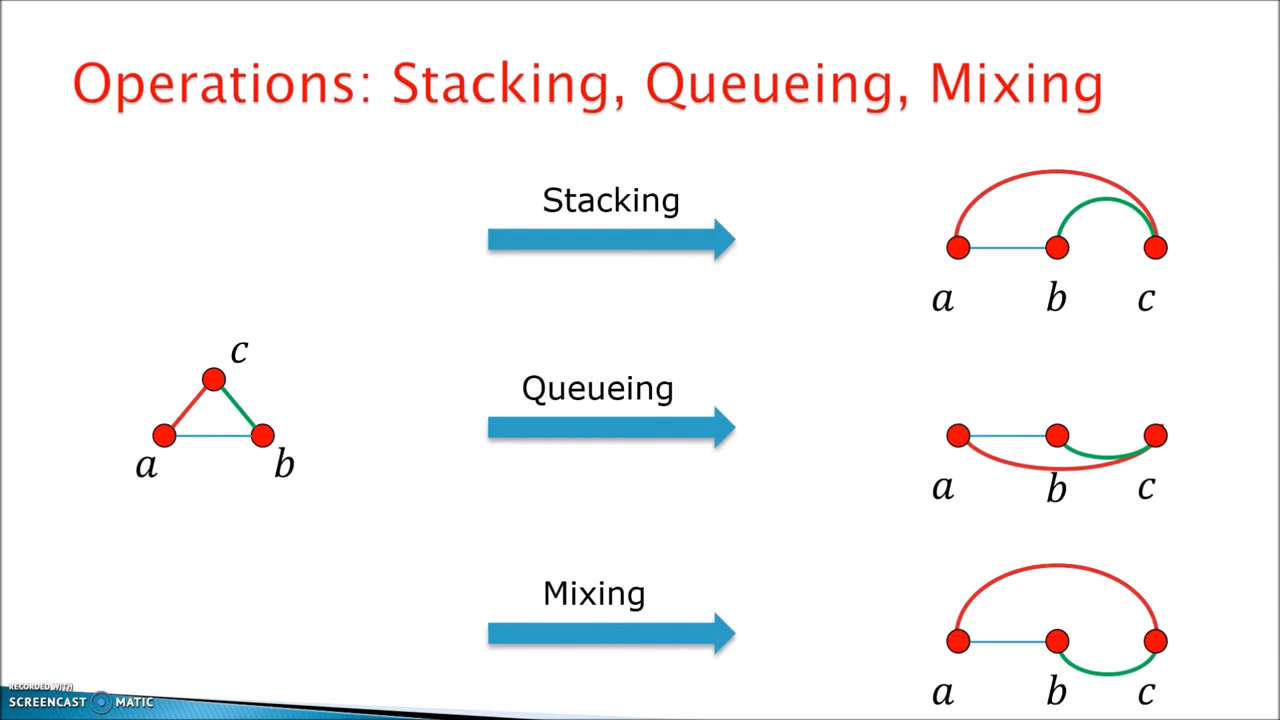 Operations: Stacking, Queueing, Mixing
Stacking
a b c
c
a b
Queueing
a b c
Mixing
a b c
RECORDED WITH
SCREENCAST MATIC